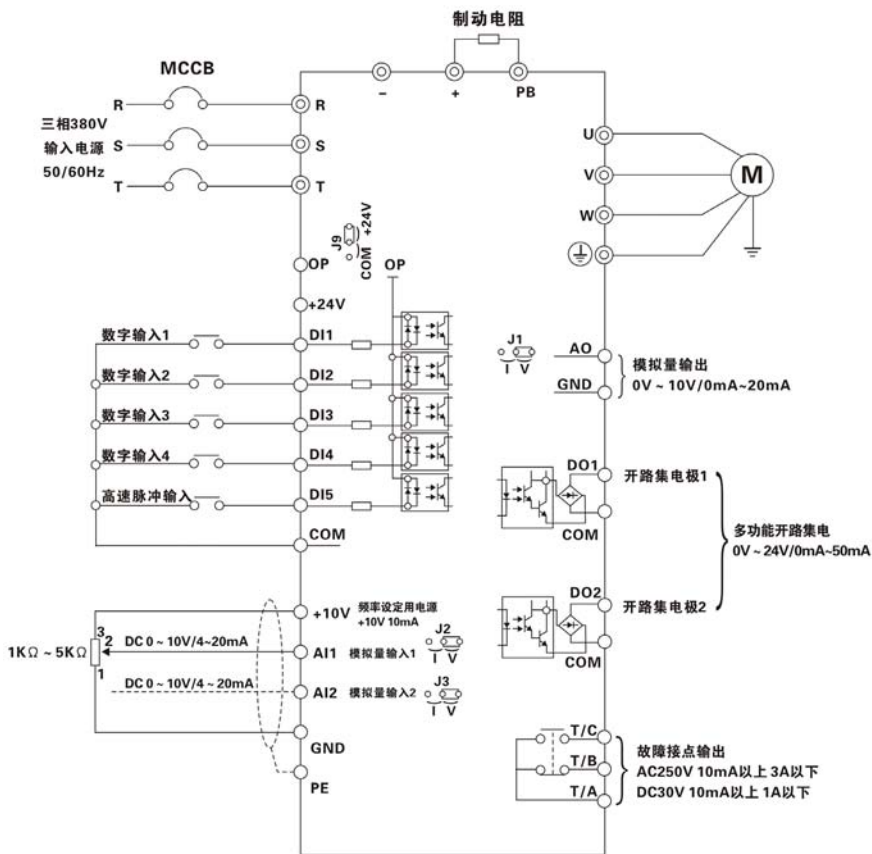 制动电阻
MCCB
- + PB
R R
三相380V
输入电源 S S
50/60Hz
T T
U
V
W
M
J9 COM +24V
OP OP
+24V
数字输入1 DI1
数字输入2 DI2
数字输入3 DI3
数字输入4 DI4
高速脉冲输入 DI5
COM
J1
I V
AO
GND
模拟量输出
0V ~ 10V/0mA~20mA
DO1 开路集电极1
COM
多功能开路集电
0V ~ 24V/0mA~50mA
DO2 开路集电极2
COM
+10V 频率设定用电源
+10V 10mA
1KΩ ~ 5KΩ
3
2
1
DC 0 ~ 10V/4~20mA AI1 模拟量输入1
J2
I V
DC 0 ~ 10V/4 ~ 20mA AI2 模拟量输入2
J3
I V
GND
PE
T/C
T/B
T/A
故障接点输出
AC250V 10mA以上 3A以下
DC30V 10mA以上 1A以下